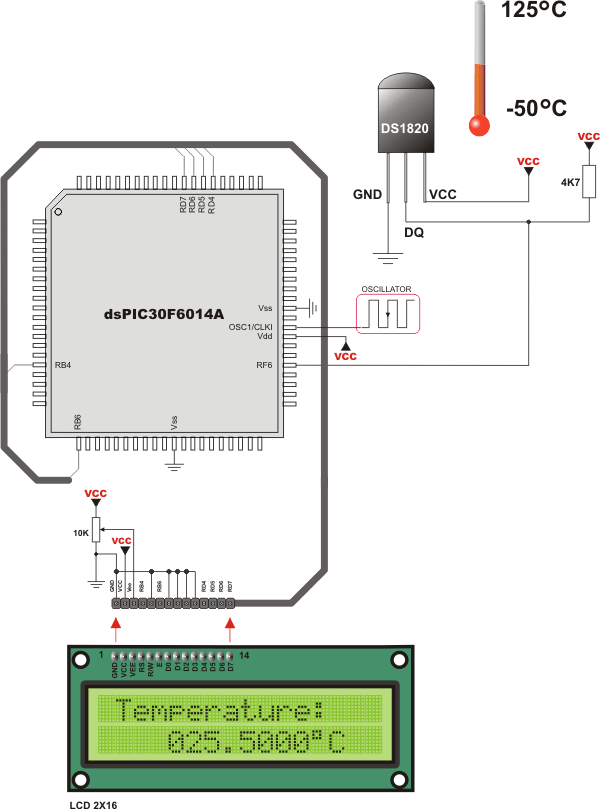 125°C
-50°C
DS1820
VCC
VCC
4K7
GND
VCC
DQ
RD7
RD6
RD5
RD4
OSCILLATOR
dsPIC30F6014A
Vss
OSC1/CLKI
Vdd
VCC
RB4
RF6
RB6
Vss
VCC
10K
VCC
GND
VCC
Vee
RB4
RB6
RD4
RD5
RD6
RD7
1
14
GND
VCC
VEE
RS
R/W
E
D0
D1
D2
D3
D4
D5
D6
D7
Temperature:
025.5000°C
LCD 2X16